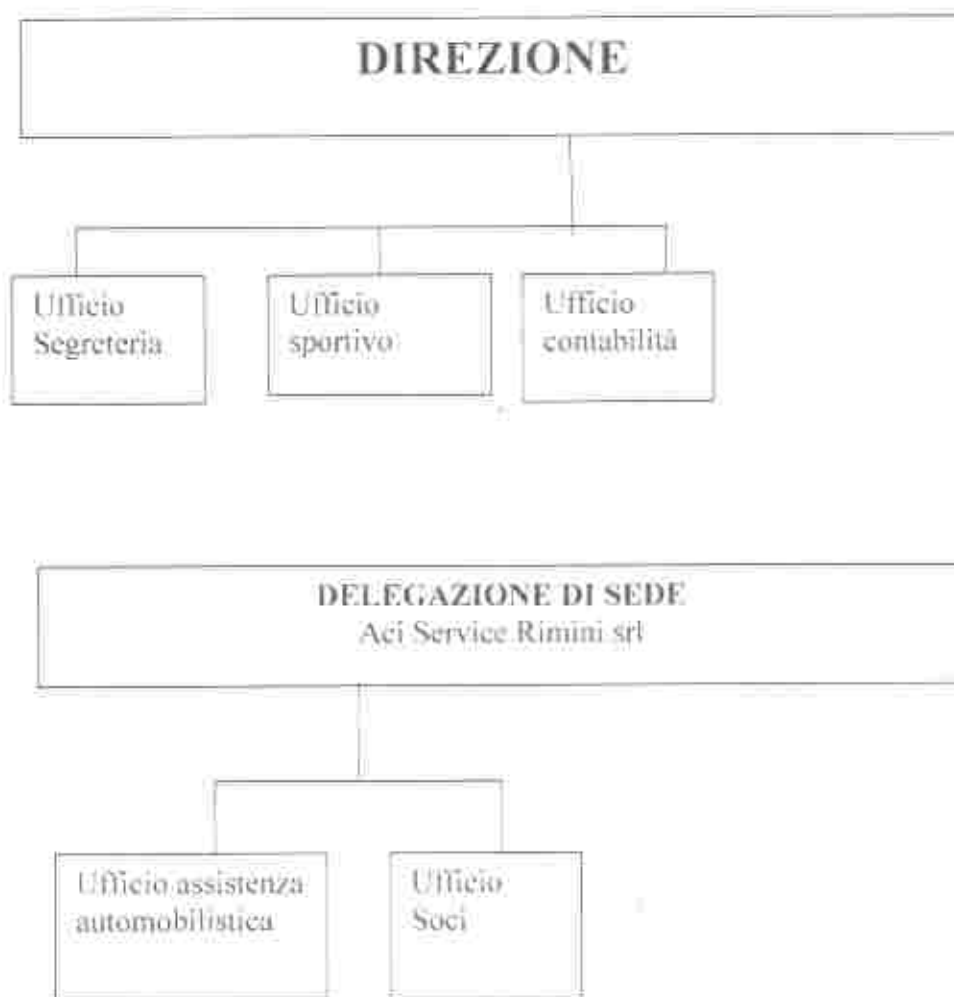 DIREZIONE
Ufficio
Segreteria
Ufficio
sportivo
Ufficio
contabilità
DELEGAZIONE DI SEDE
Aci Service Rimini srl
Ufficio assistenza
automobilistica
Ufficio
Soci